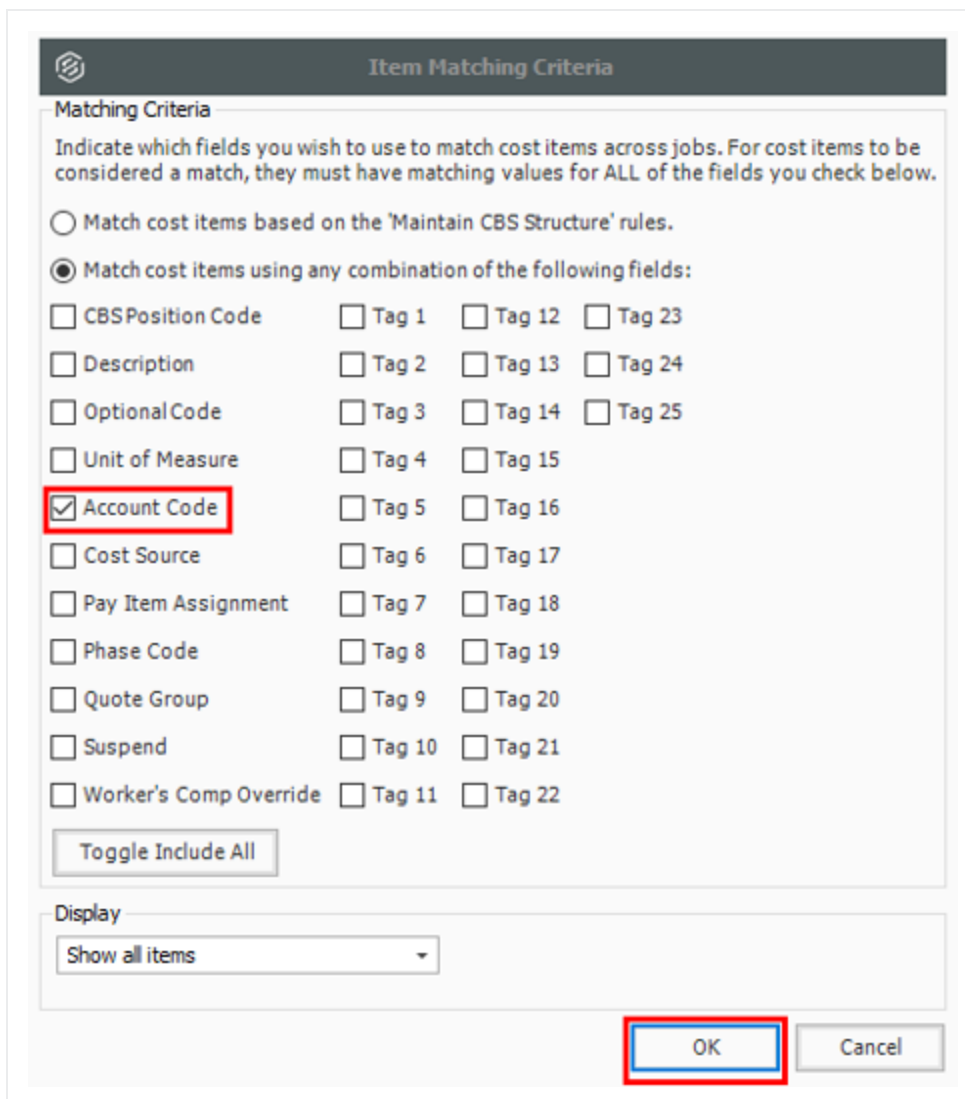 Item Matching Criteria
Matching Criteria
Indicate which fields you wish to use to match cost items across jobs. For cost items to be
considered a match, they must have matching values for ALL of the fields you check below.
Match cost items based on the 'Maintain CBS Structure' rules.
Match cost items using any combination of the following fields:
CBS Position Code Tag 1 Tag 12 Tag 23
Description Tag 2 Tag 13 Tag 24
Optional Code Tag 3 Tag 14 Tag 25
Unit of Measure Tag 4 Tag 15
Account Code Tag 5 Tag 16
Cost Source Tag 6 Tag 17
Pay Item Assignment Tag 7 Tag 18
Phase Code Tag 8 Tag 19
Quote Group Tag 9 Tag 20
Suspend Tag 10 Tag 21
Worker's Comp Override Tag 11 Tag 22
Toggle Include All
Display
Show all items
OK Cancel